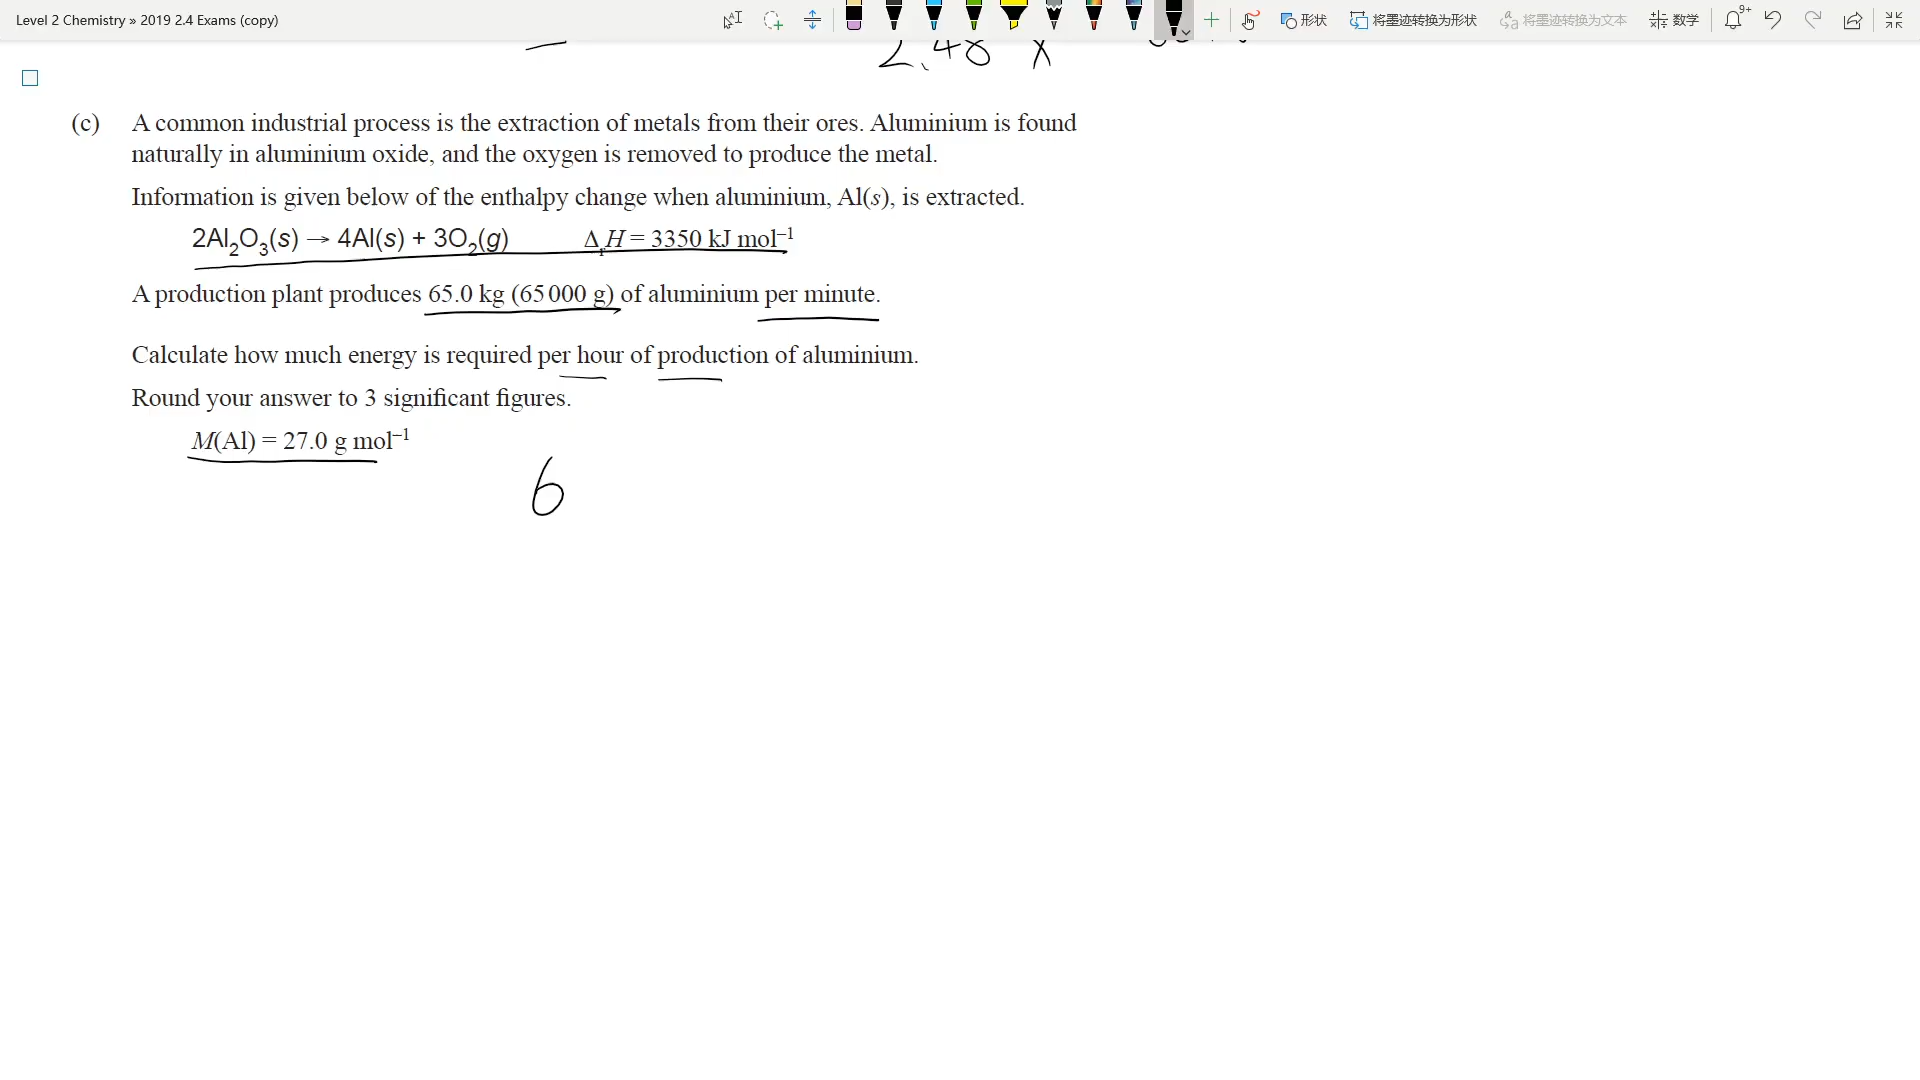 Level 2 Chemistry » 2019 2.4 Exams (copy)
形状 将墨迹转换为形状 将墨迹转换为文本 数学 9+
2.48 x
(c) A common industrial process is the extraction of metals from their ores. Aluminium is found
naturally in aluminium oxide, and the oxygen is removed to produce the metal.
Information is given below of the enthalpy change when aluminium, Al(s), is extracted.
2Al₂O₃(s) → 4Al(s) + 3O₂(g) ΔᵣH = 3350 kJ mol⁻¹
A production plant produces 65.0 kg (65 000 g) of aluminium per minute.
Calculate how much energy is required per hour of production of aluminium.
Round your answer to 3 significant figures.
M(Al) = 27.0 g mol⁻¹
6